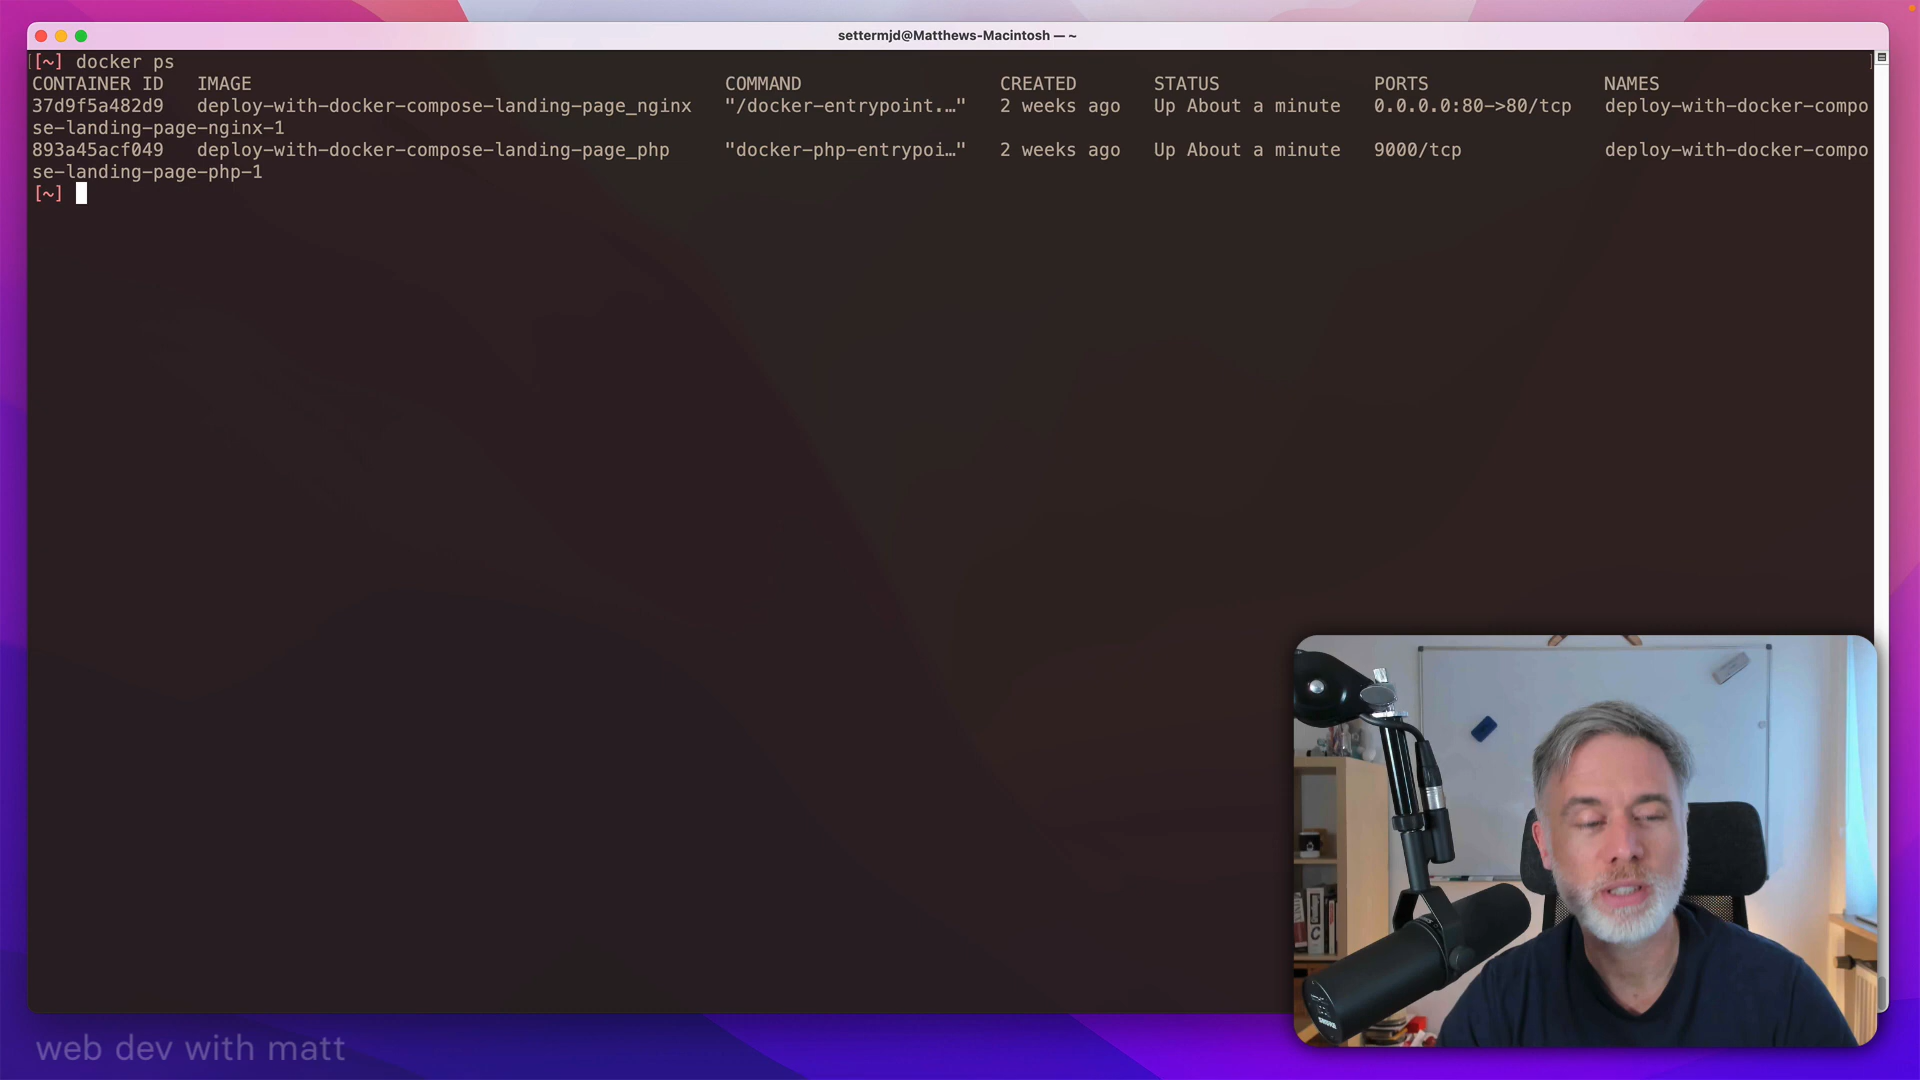 settermjd@Matthews-Macintosh — ~
[~] docker ps
CONTAINER ID   IMAGE   COMMAND   CREATED   STATUS   PORTS   NAMES
37d9f5a482d9   deploy-with-docker-compose-landing-page_nginx   "/docker-entrypoint.…"   2 weeks ago   Up About a minute   0.0.0.0:80->80/tcp   deploy-with-docker-compo
se-landing-page-nginx-1
893a45acf049   deploy-with-docker-compose-landing-page_php   "docker-php-entrypoi…"   2 weeks ago   Up About a minute   9000/tcp   deploy-with-docker-compo
se-landing-page-php-1
[~]
web dev with matt